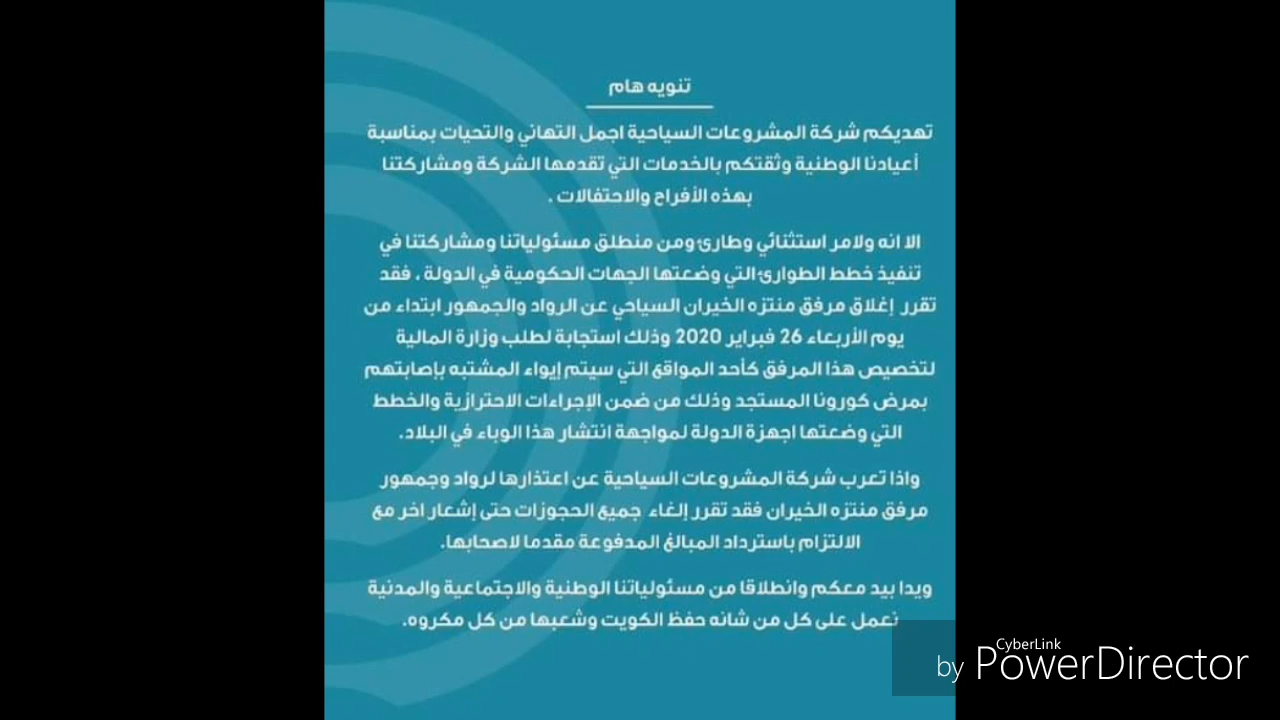 تنويه هام
تهديكم شركة المشروعات السياحية اجمل التهاني والتحيات بمناسبة
أعيادنا الوطنية وثقتكم بالخدمات التي تقدمها الشركة ومشاركتنا
بهذه الأفراح والاحتفالات .
الا انه ولامر استثنائي وطارئ ومن منطلق مسئولياتنا ومشاركتنا في
تنفيذ خطط الطوارئ التي وضعتها الجهات الحكومية في الدولة ، فقد
تقرر إغلاق مرفق منتزه الخيران السياحي عن الرواد والجمهور ابتداء من
يوم الأربعاء 26 فبراير 2020 وذلك استجابة لطلب وزارة المالية
لتخصيص هذا المرفق كأحد المواقع التي سيتم إيواء المشتبه بإصابتهم
بمرض كورونا المستجد وذلك من ضمن الإجراءات الاحترازية والخطط
التي وضعتها اجهزة الدولة لمواجهة انتشار هذا الوباء في البلاد.
واذا تعرب شركة المشروعات السياحية عن اعتذارها لرواد وجمهور
مرفق منتزه الخيران فقد تقرر إلغاء جميع الحجوزات حتى إشعار اخر مع
الالتزام باسترداد المبالغ المدفوعة مقدما لاصحابها.
ويدا بيد معكم وانطلاقا من مسئولياتنا الوطنية والاجتماعية والمدنية
نعمل على كل من شانه حفظ الكويت وشعبها من كل مكروه.
CyberLink
by PowerDirector